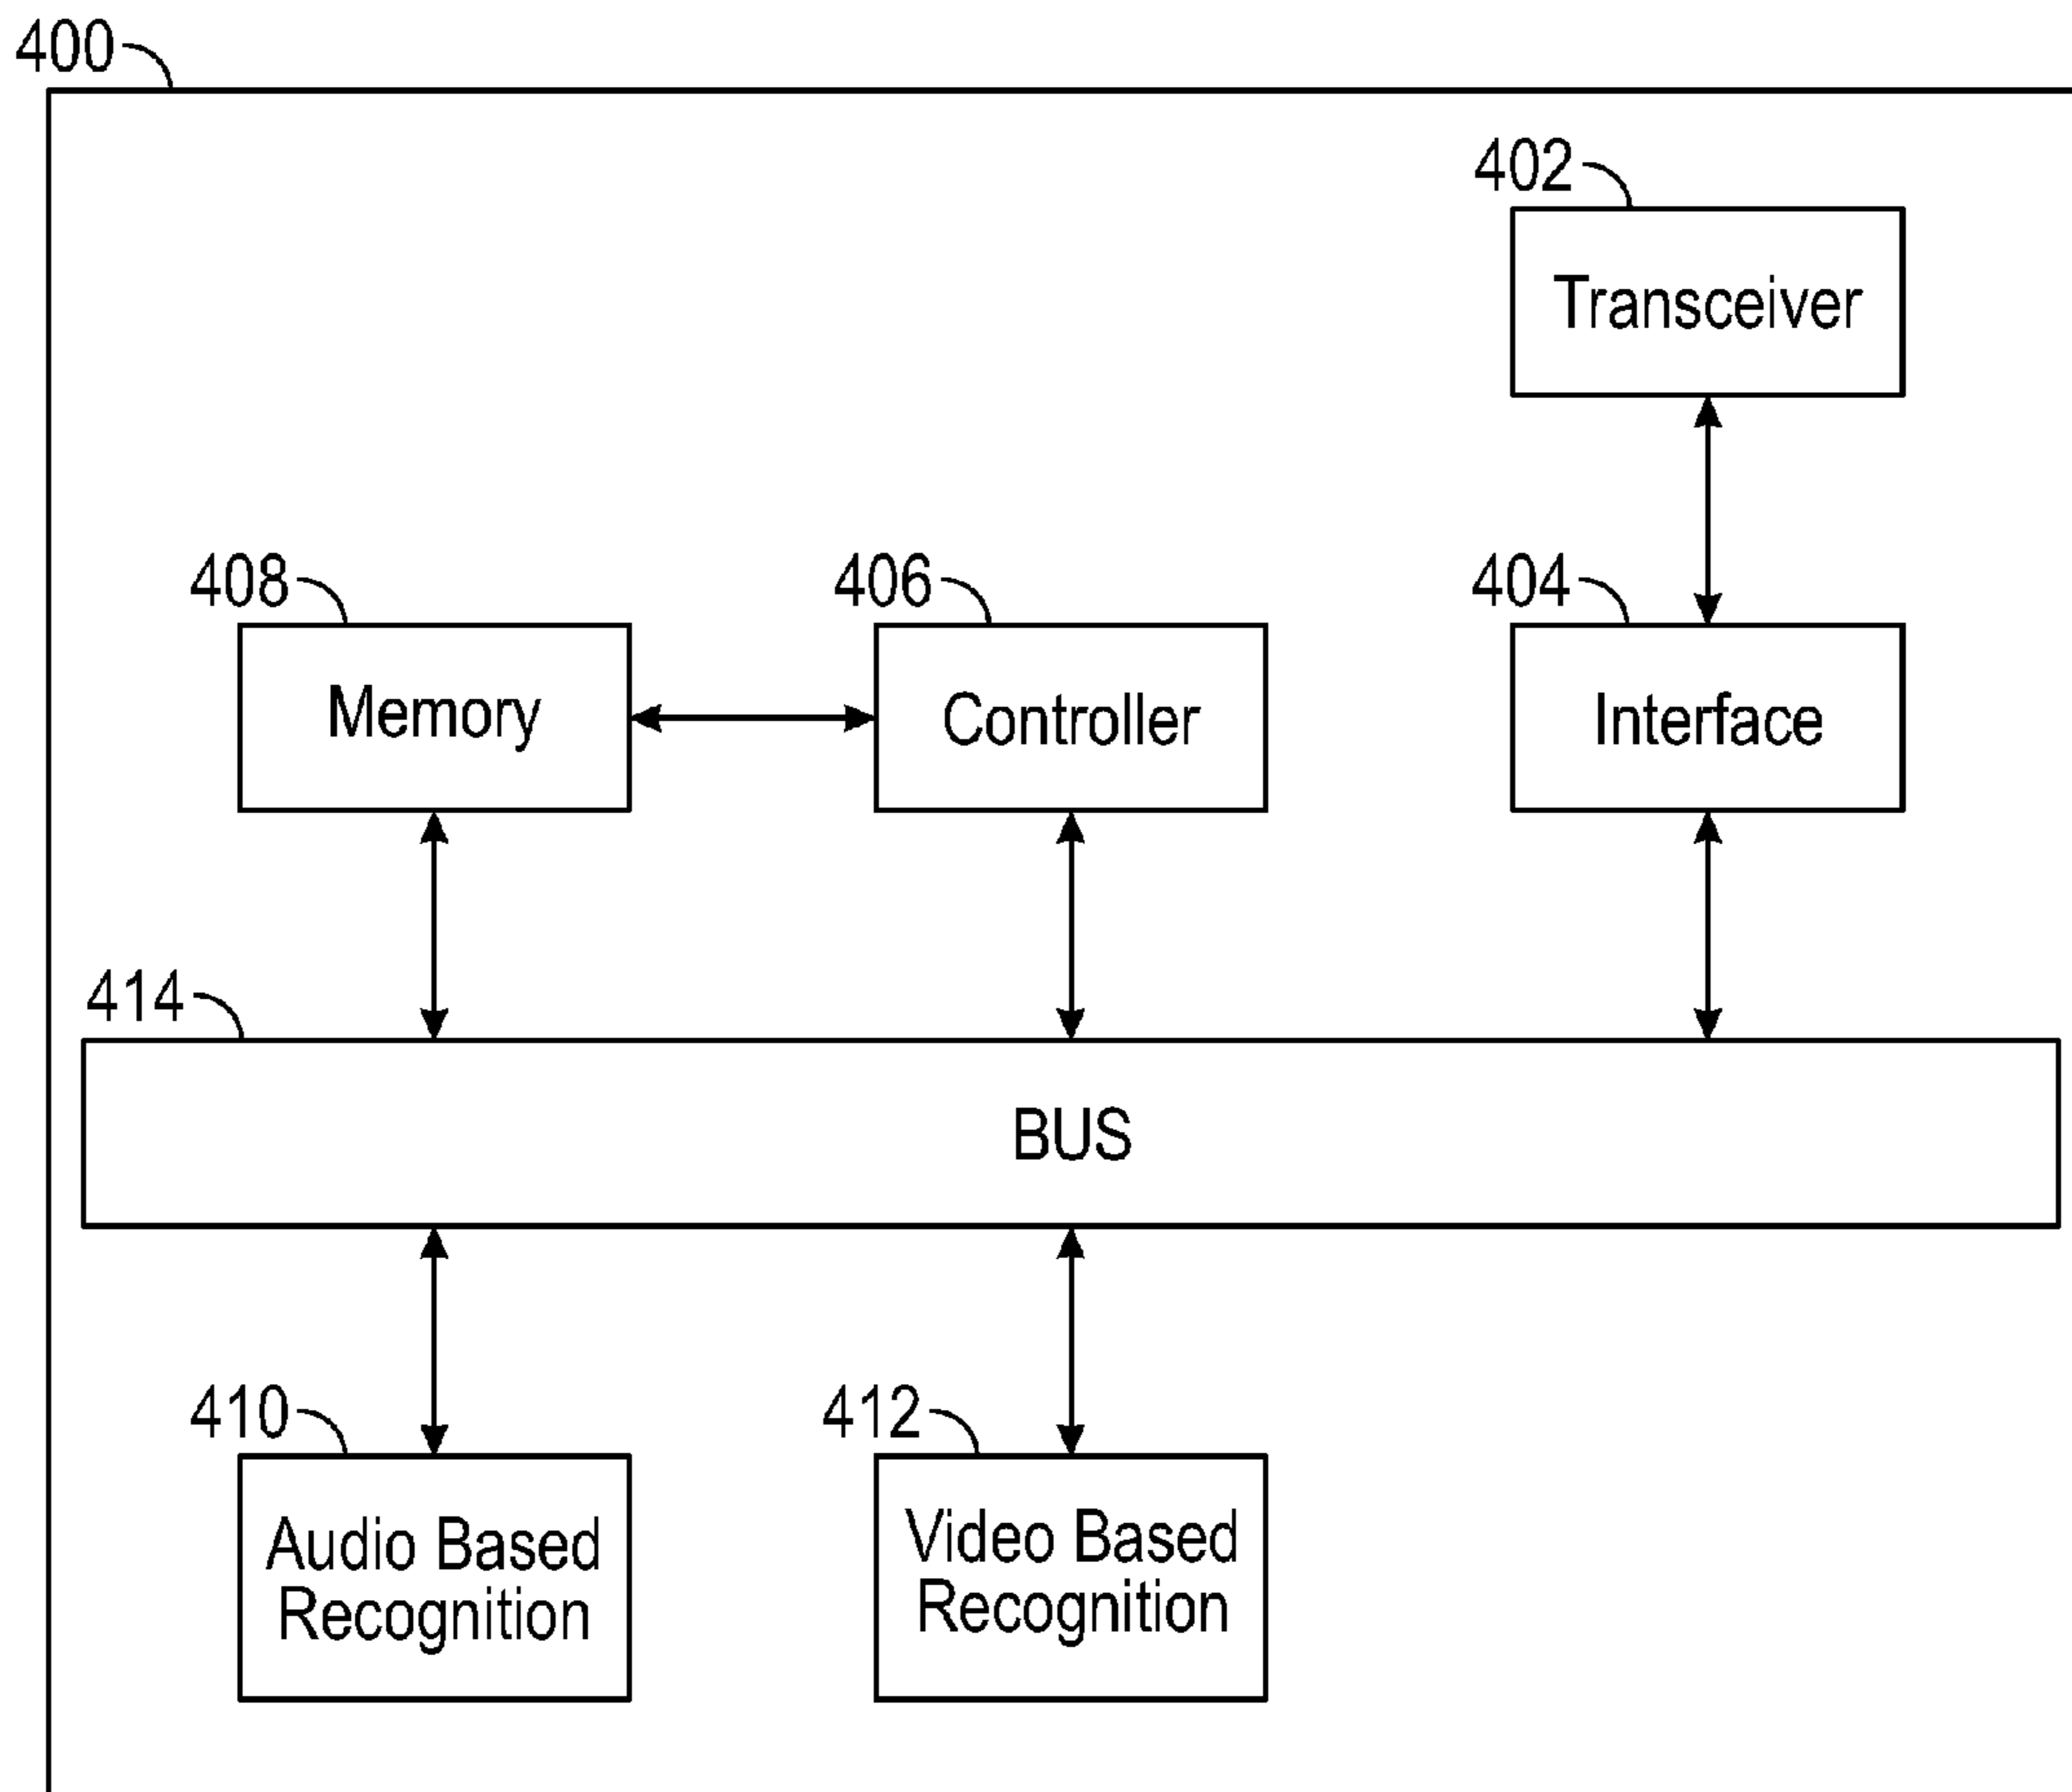 400
402
Transceiver
408
406
404
Memory
Controller
Interface
414
BUS
410
412
Audio Based
Recognition
Video Based
Recognition